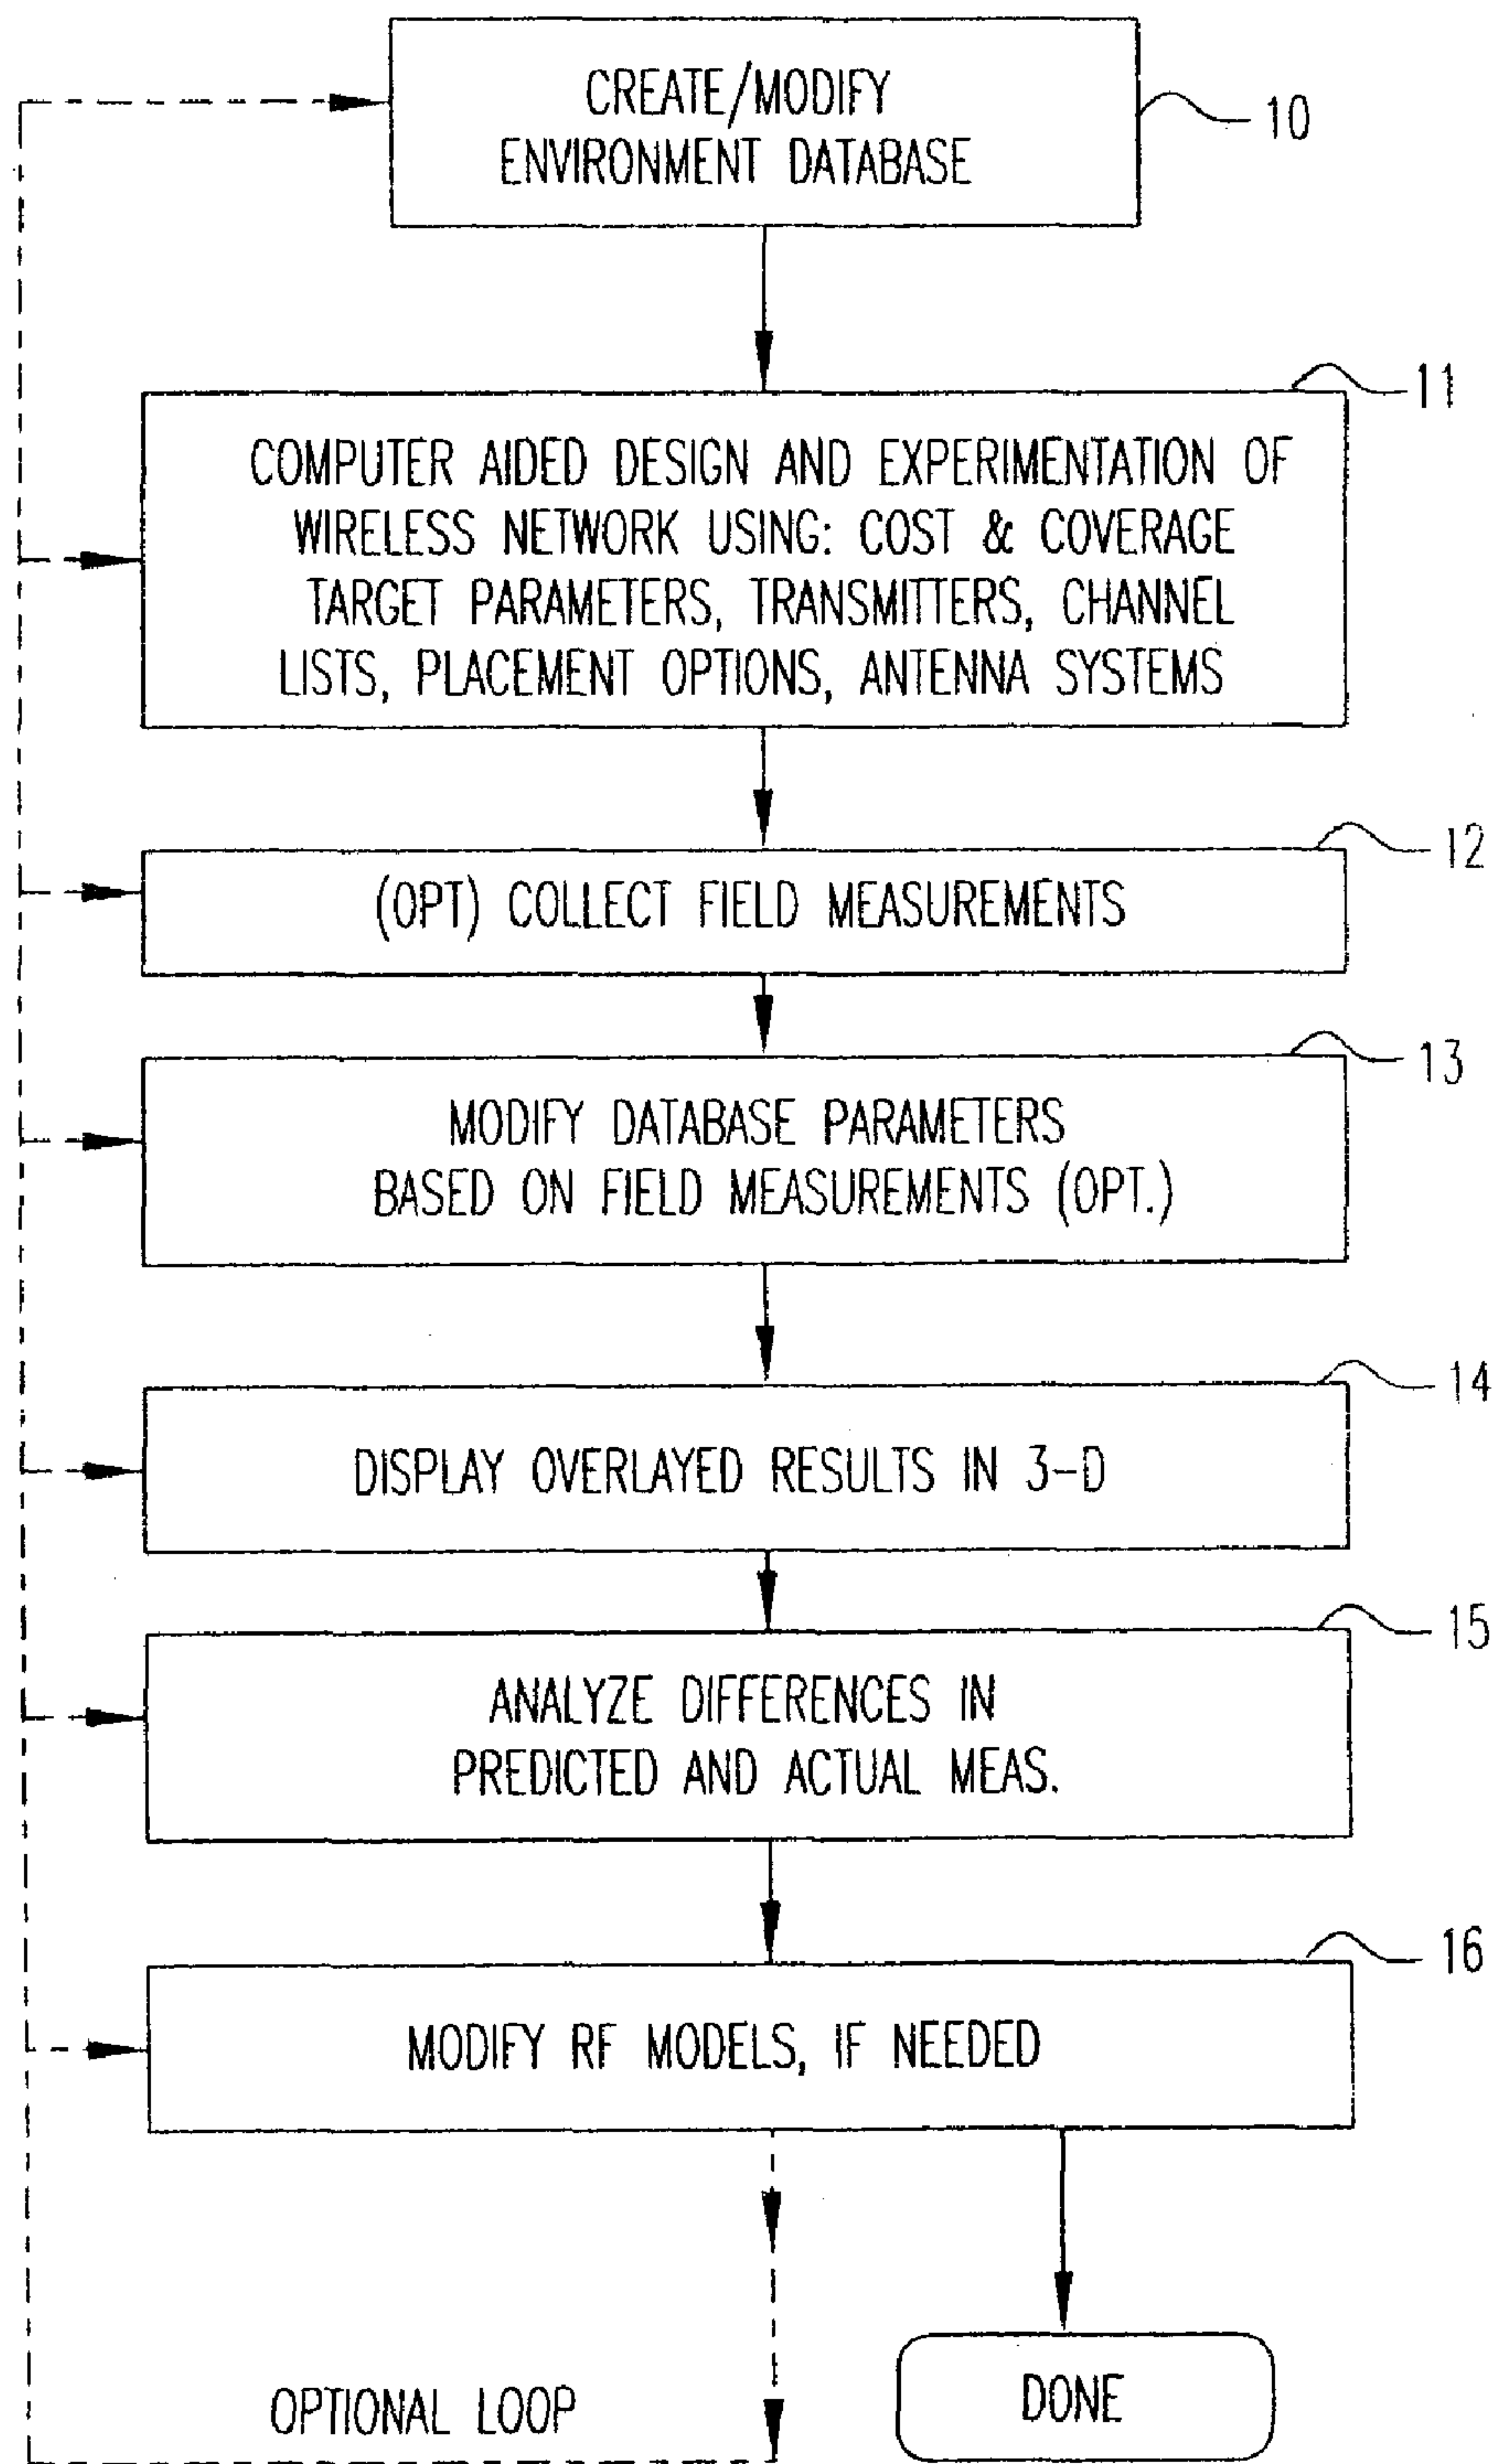 CREATE/MODIFY
ENVIRONMENT DATABASE
10
11
COMPUTER AIDED DESIGN AND EXPERIMENTATION OF
WIRELESS NETWORK USING: COST & COVERAGE
TARGET PARAMETERS, TRANSMITTERS, CHANNEL
LISTS, PLACEMENT OPTIONS, ANTENNA SYSTEMS
12
(OPT) COLLECT FIELD MEASUREMENTS
13
MODIFY DATABASE PARAMETERS
BASED ON FIELD MEASUREMENTS (OPT.)
14
DISPLAY OVERLAYED RESULTS IN 3-D
15
ANALYZE DIFFERENCES IN
PREDICTED AND ACTUAL MEAS.
16
MODIFY RF MODELS, IF NEEDED
OPTIONAL LOOP
DONE